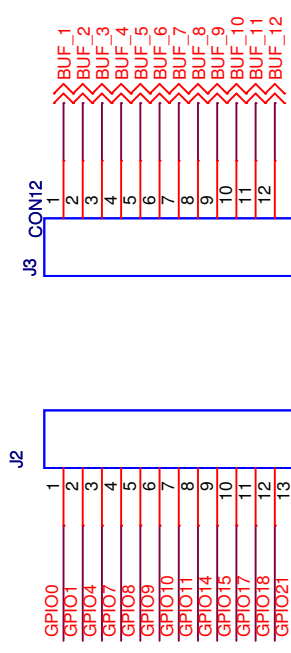 BUF_1
BUF_2
BUF_3
BUF_4
BUF_5
BUF_6
BUF_7
BUF_8
BUF_9
BUF_10
BUF_11
BUF_12
J3
CON12
1
2
3
4
5
6
7
8
9
10
11
12
J2
1
2
3
4
5
6
7
8
9
10
11
12
13
GPIO0
GPIO1
GPIO4
GPIO7
GPIO8
GPIO9
GPIO10
GPIO11
GPIO14
GPIO15
GPIO17
GPIO18
GPIO21